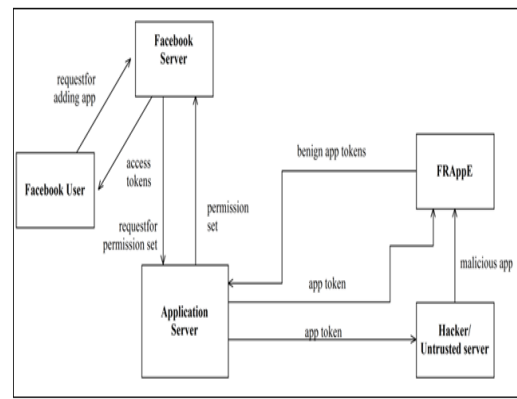 Facebook
Server
requestfor
adding app
Facebook User
access
tokens
requestfor
permission set
permission
set
benign app tokens
FRAppE
malicious app
Application
Server
app token
app token
Hacker/
Untrusted server